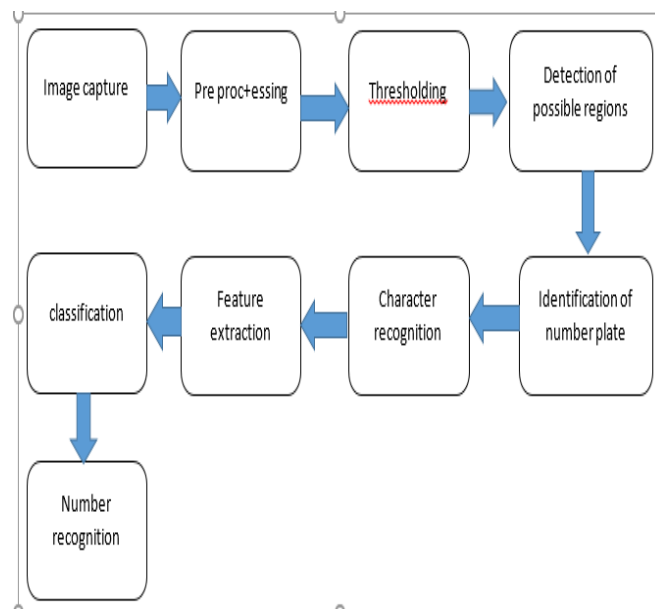 Image capture
Pre proc+essing
Thresholding
Detection of
possible regions
Identification of
number plate
Character
recognition
Feature
extraction
classification
Number
recognition